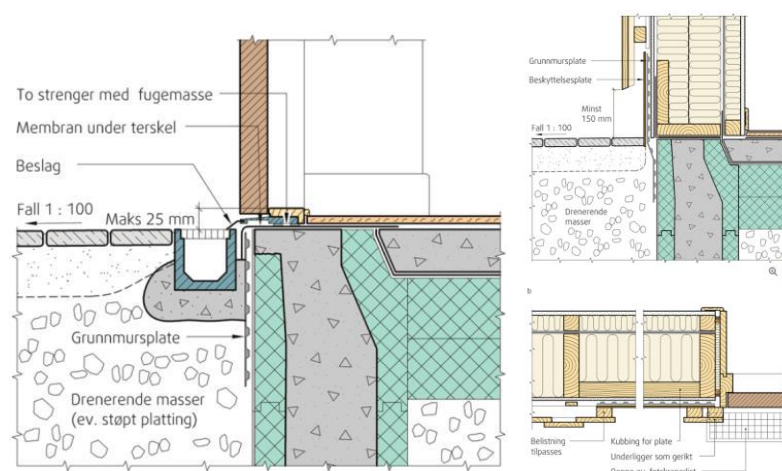 To strenger med fugemasse
Membran under terskel
Beslag
Fall 1 : 100
Maks 25 mm
Grunnmursplate
Drenerende masser
(ev. støpt platting)
Grunnmursplate
Beskyttelsesplate
Minst
150 mm
Fall 1 : 100
Drenerende
masser
b
Belistning
tilpasses
Kubbing for plate
Underligger som gerikt